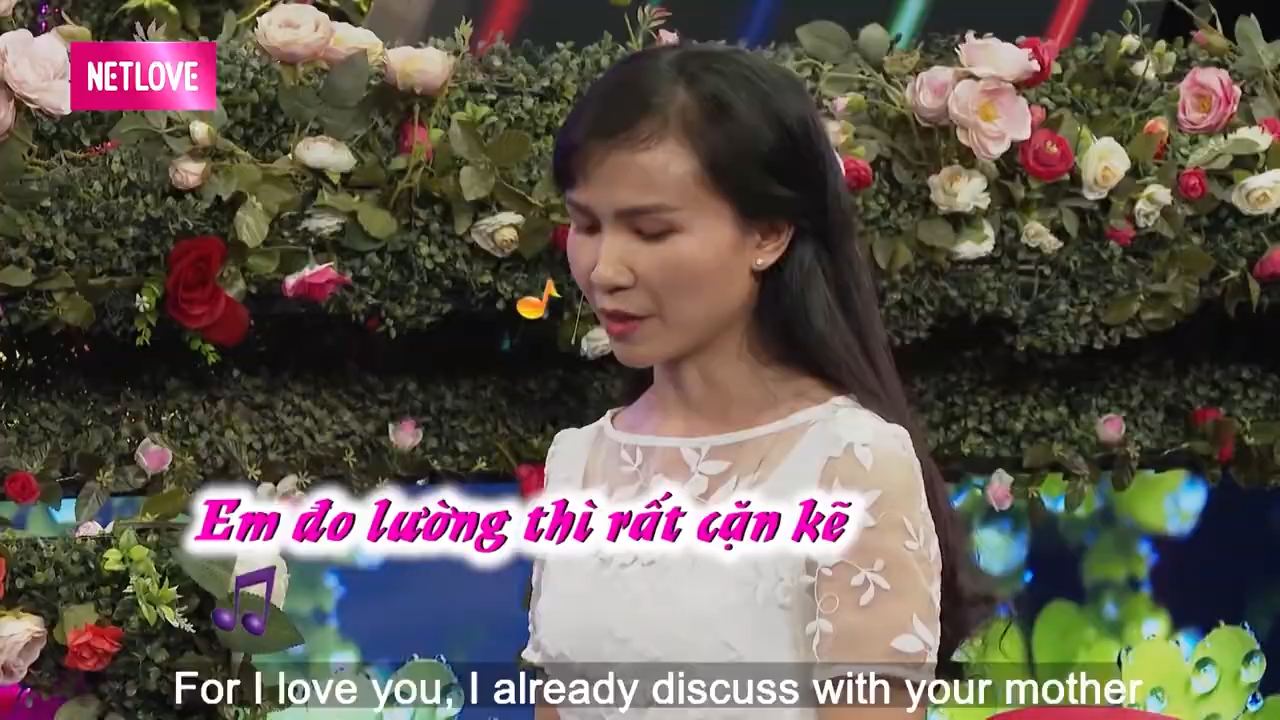 NETLOVE
Em đo lường thì rất cặn kẽ
For I love you, I already discuss with your mother